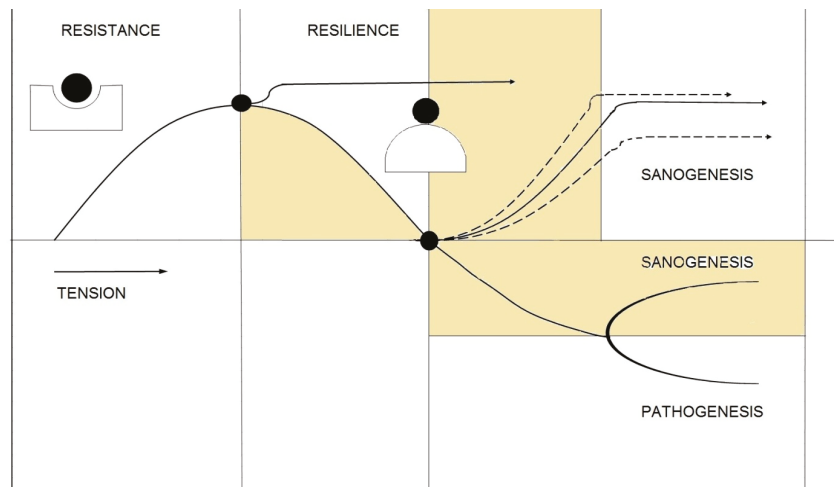 RESISTANCE
RESILIENCE
SANOGENESIS
SANOGENESIS
TENSION
PATHOGENESIS